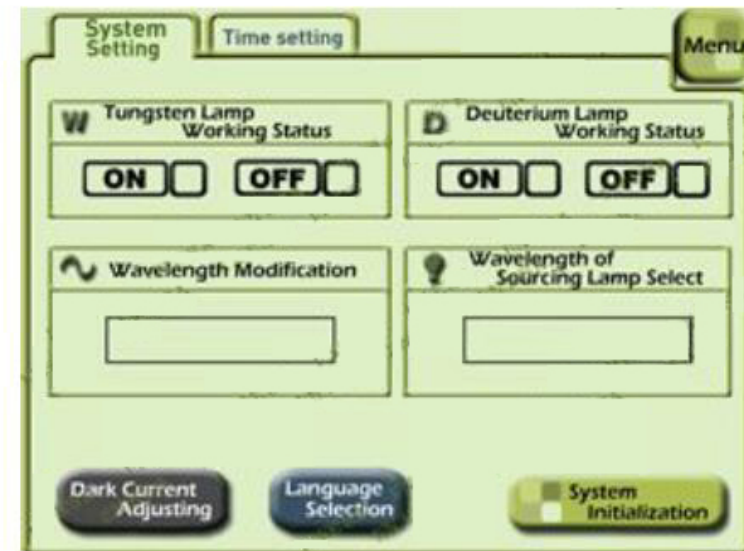 System
Setting
Time setting
Menu
W Tungsten Lamp
Working Status
D Deuterium Lamp
Working Status
ON OFF
ON OFF
Wavelength Modification
Wavelength of
Sourcing Lamp Select
Dark Current
Adjusting
Language
Selection
System
Initialization